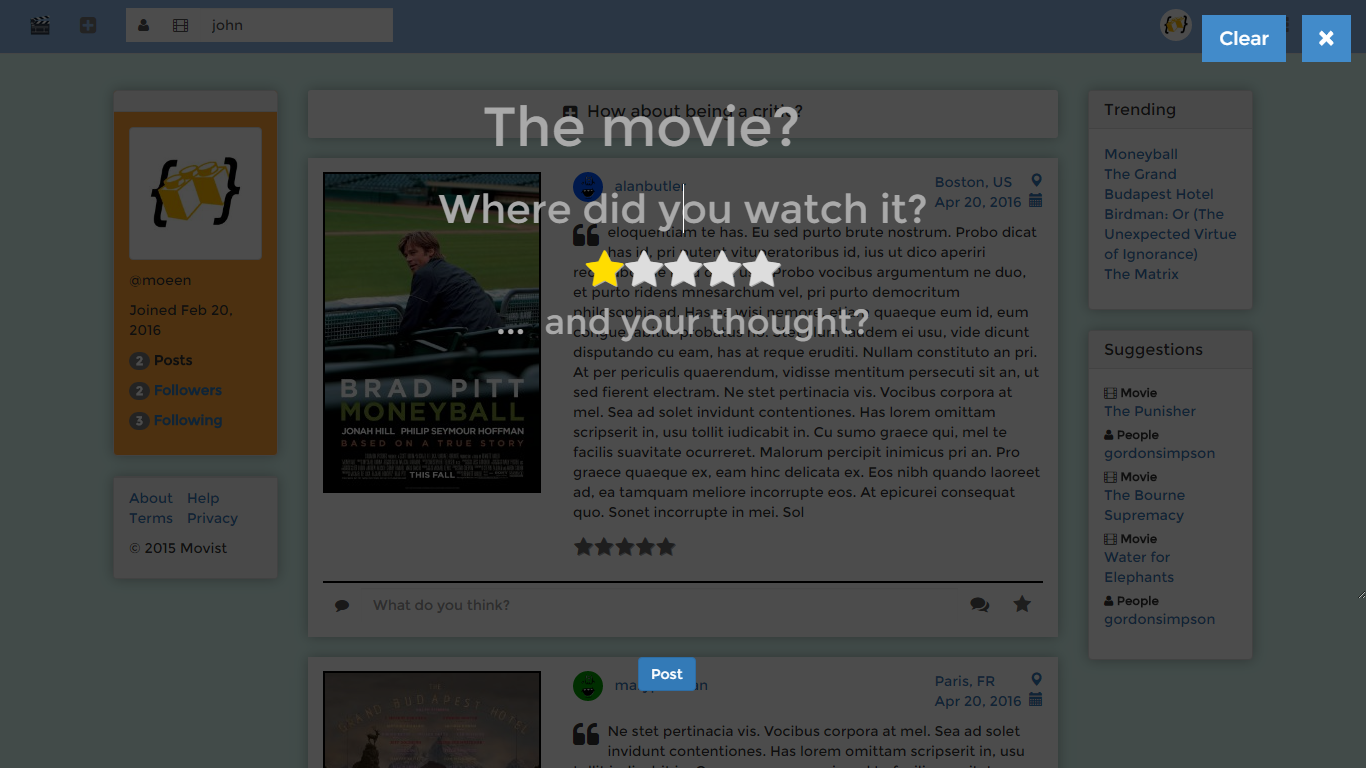 john
Clear
The movie?
Where did you watch it?
... and your thought?
Post
@moeen
Joined Feb 20,
2016
2 Posts
2 Followers
3 Following
About Help
Terms Privacy
© 2015 Movist
How about being a critic?
BRAD PITT
MONEYBALL
JONAH HILL PHILIP SEYMOUR HOFFMAN
BASED ON A TRUE STORY
THIS FALL
alanbutler
Boston, US
Apr 20, 2016
eloquentiam te has. Eu sed purto brute nostrum. Probo dicat
has id, pri putent vituperatoribus id, ius ut dico aperiri
Probo vocibus argumentum ne duo,
et purto ridens mnesarchum vel, pri purto democritum
philosophia ad. Has ea wisi nemore, etiam quaeque eum id, eum
congue
disputando cu eam, has at reque eruditi. Nullam constituto an pri.
At per periculis quaerendum, vidisse mentitum persecuti sit an, ut
sed fierent electram. Ne stet pertinacia vis. Vocibus corpora at
mel. Sea ad solet invidunt contentiones. Has lorem omittam
scripserit in, usu tollit iudicabit in. Cu sumo graece qui, mel te
facilis suavitate ocurreret. Malorum percipit inimicus pri an. Pro
graece quaeque ex, eam hinc delicata ex. Eos nibh quando laoreet
ad, ea tamquam meliore incorrupte eos. At epicurei consequat
quo. Sonet incorrupte in mei. Sol
What do you think?
Paris, FR
Apr 20, 2016
Ne stet pertinacia vis. Vocibus corpora at mel. Sea ad solet
invidunt contentiones. Has lorem omittam scripserit in, usu
Trending
Moneyball
The Grand
Budapest Hotel
Birdman: Or (The
Unexpected Virtue
of Ignorance)
The Matrix
Suggestions
Movie
The Punisher
People
gordonsimpson
Movie
The Bourne
Supremacy
Movie
Water for
Elephants
People
gordonsimpson